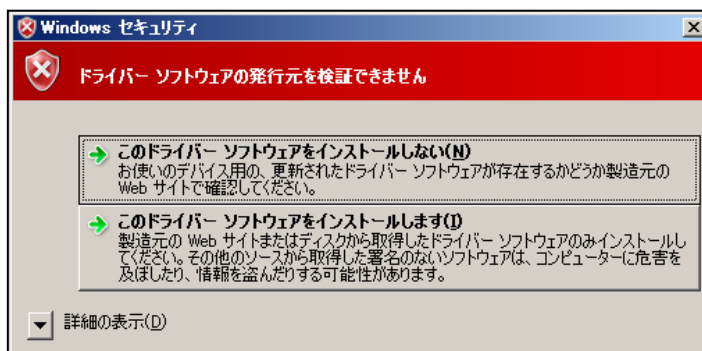 Windows セキュリティ
ドライバー ソフトウェアの発行元を検証できません
このドライバー ソフトウェアをインストールしない(N)
お使いのデバイス用の、更新されたドライバー ソフトウェアが存在するかどうか製造元の
Web サイトで確認してください。
このドライバー ソフトウェアをインストールします(I)
製造元の Web サイトまたはディスクから取得したドライバー ソフトウェアのみインストールし
てください。その他のソースから取得した署名のないソフトウェアは、コンピューターに危害を
及ぼしたり、情報を盗んだりする可能性があります。
詳細の表示(D)